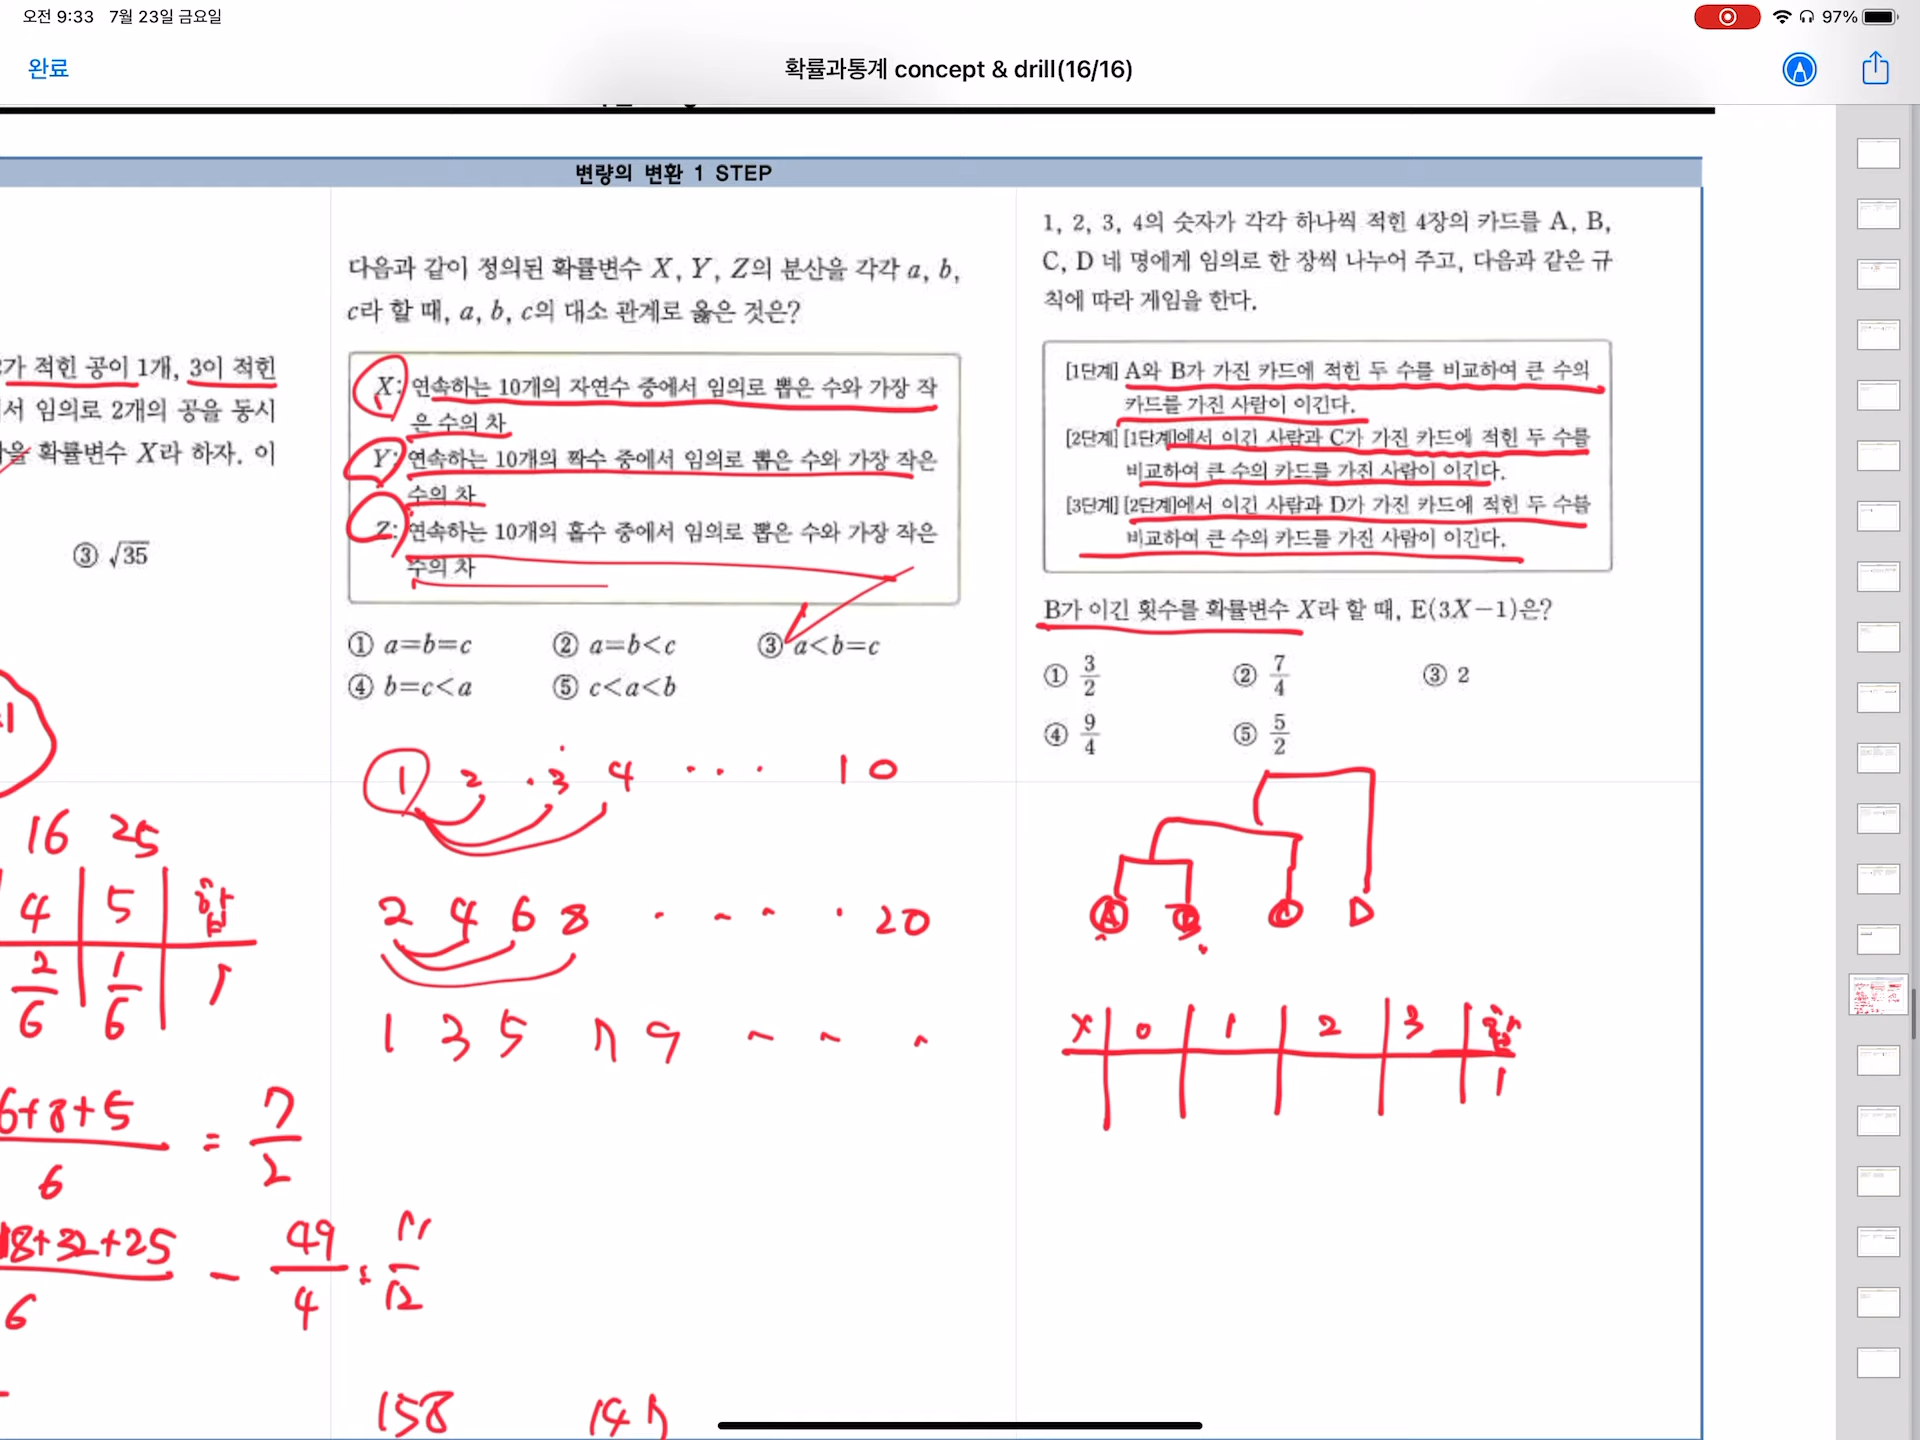 오전 9:33 7월 23일 금요일
97%
완료
확률과통계 concept & drill(16/16)
변량의 변환 1 STEP
가 적힌 공이 1개, 3이 적힌
서 임의로 2개의 공을 동시
확률변수 X라 하자. 이
③ √35
16 25
4 5 합
2/6 1/6 1
6+8+5 / 6 = 7/2
18+32+25 / 6 - 49/4 = 11/12
다음과 같이 정의된 확률변수 X, Y, Z의 분산을 각각 a, b,
c라 할 때, a, b, c의 대소 관계로 옳은 것은?
X: 연속하는 10개의 자연수 중에서 임의로 뽑은 수와 가장 작
은 수의 차
Y: 연속하는 10개의 짝수 중에서 임의로 뽑은 수와 가장 작은
수의 차
Z: 연속하는 10개의 홀수 중에서 임의로 뽑은 수와 가장 작은
수의 차
① a=b=c ② a=b<c ③ a<b=c
④ b=c<a ⑤ c<a<b
1 2 3 4 ... 10
2 4 6 8 .... 20
1 3 5 7 9
158 147
1, 2, 3, 4의 숫자가 각각 하나씩 적힌 4장의 카드를 A, B,
C, D 네 명에게 임의로 한 장씩 나누어 주고, 다음과 같은 규
칙에 따라 게임을 한다.
[1단계] A와 B가 가진 카드에 적힌 두 수를 비교하여 큰 수의
카드를 가진 사람이 이긴다.
[2단계] [1단계]에서 이긴 사람과 C가 가진 카드에 적힌 두 수를
비교하여 큰 수의 카드를 가진 사람이 이긴다.
[3단계] [2단계]에서 이긴 사람과 D가 가진 카드에 적힌 두 수를
비교하여 큰 수의 카드를 가진 사람이 이긴다.
B가 이긴 횟수를 확률변수 X라 할 때, E(3X-1)은?
① 3/2 ② 7/4 ③ 2
④ 9/4 ⑤ 5/2
A B C D
X 0 1 2 3 합
1